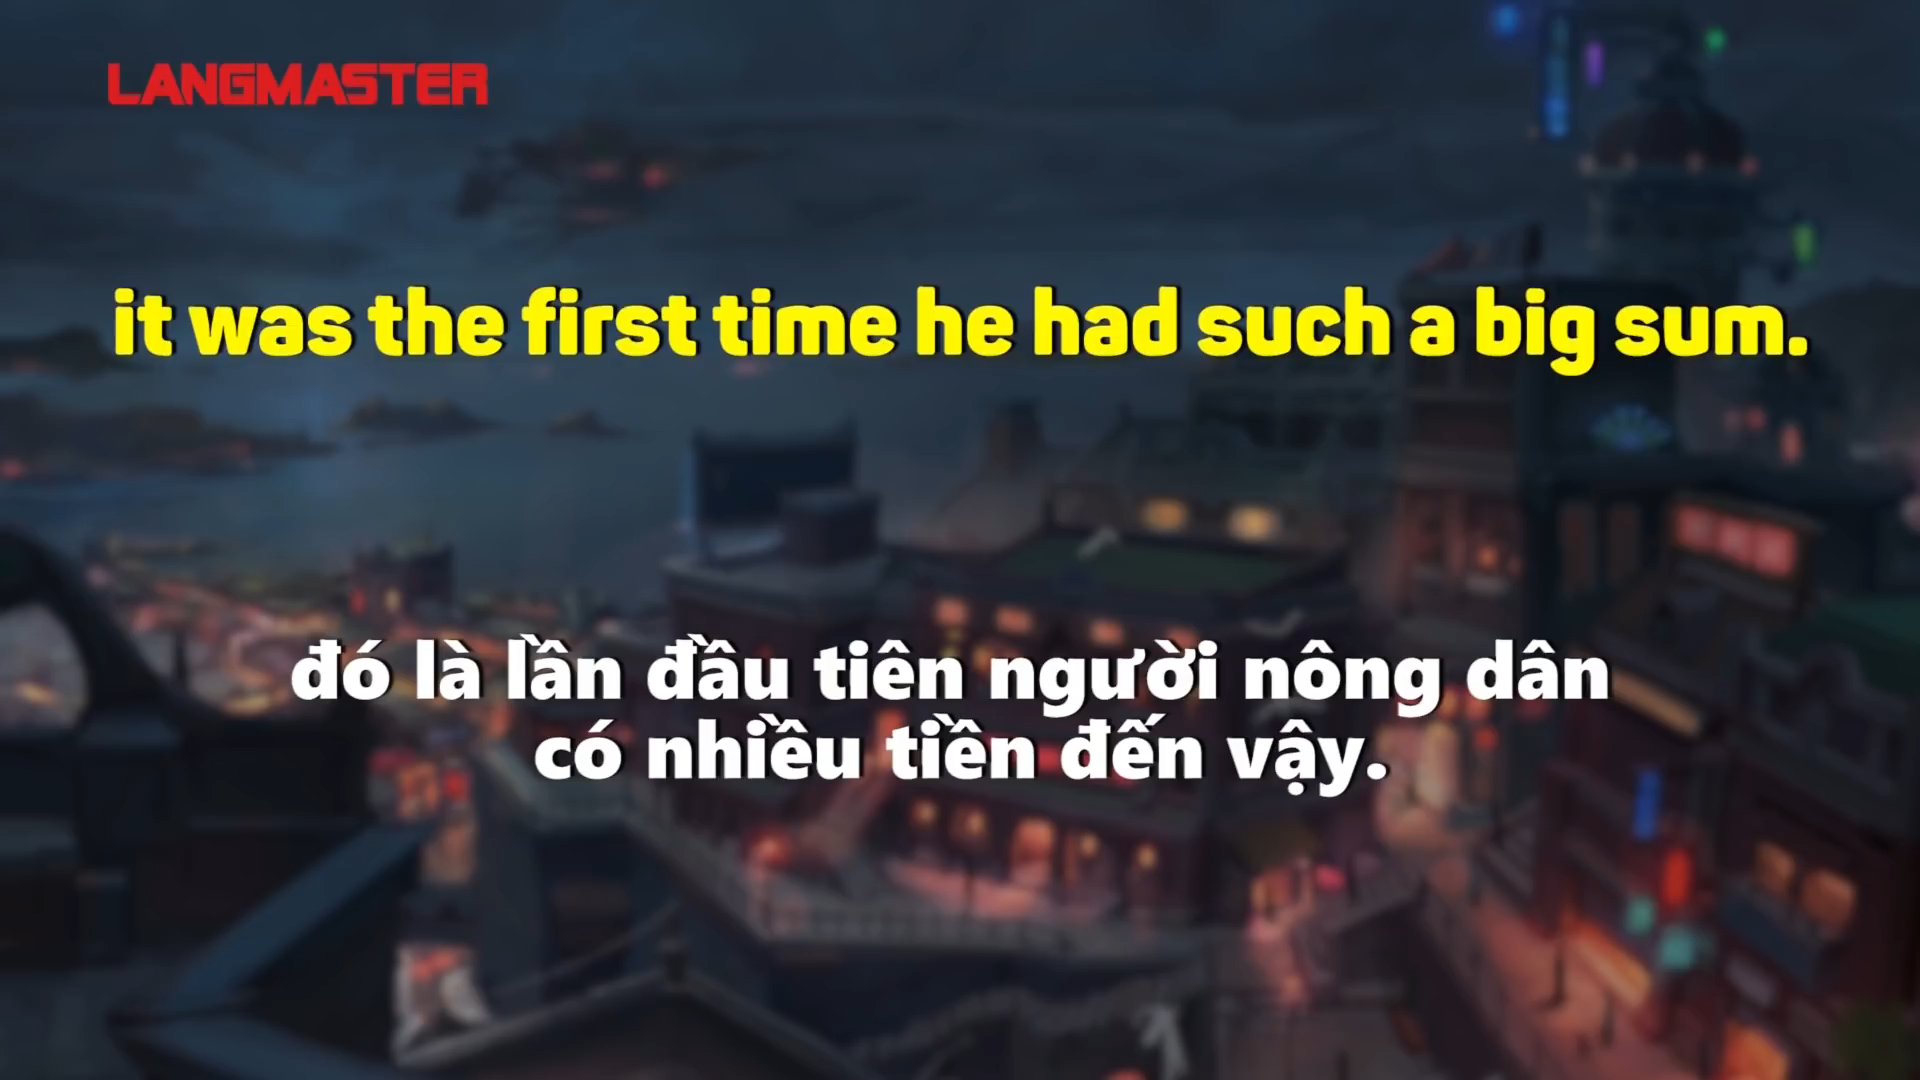 LANGMASTER
it was the first time he had such a big sum.
đó là lần đầu tiên người nông dân
có nhiều tiền đến vậy.